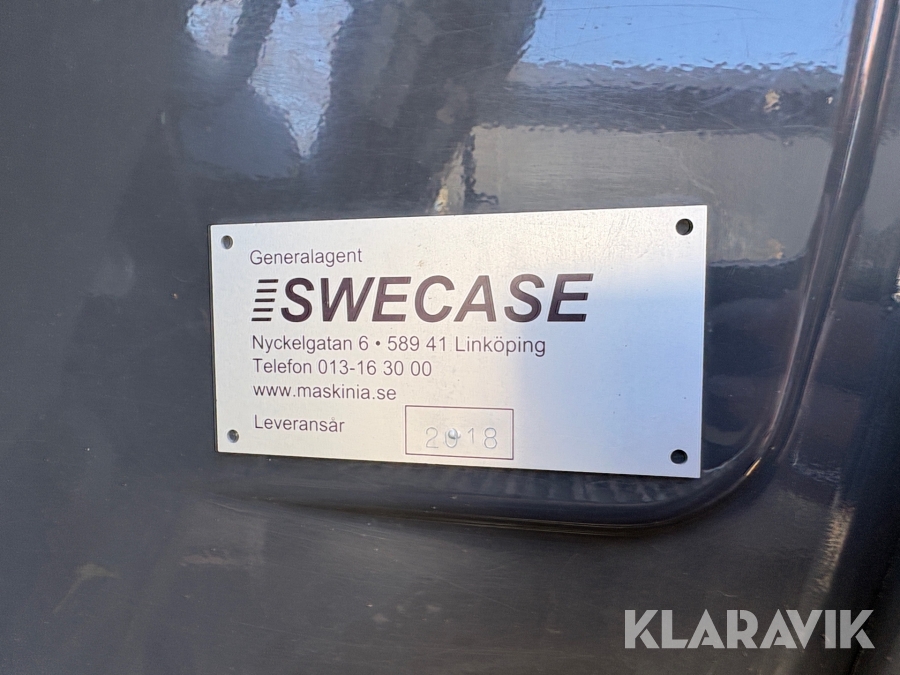 Generalagent
SWECASE
Nyckelgatan 6 • 589 41 Linköping
Telefon 013-16 30 00
www.maskinia.se
Leveransår 2018
KLARAVIK